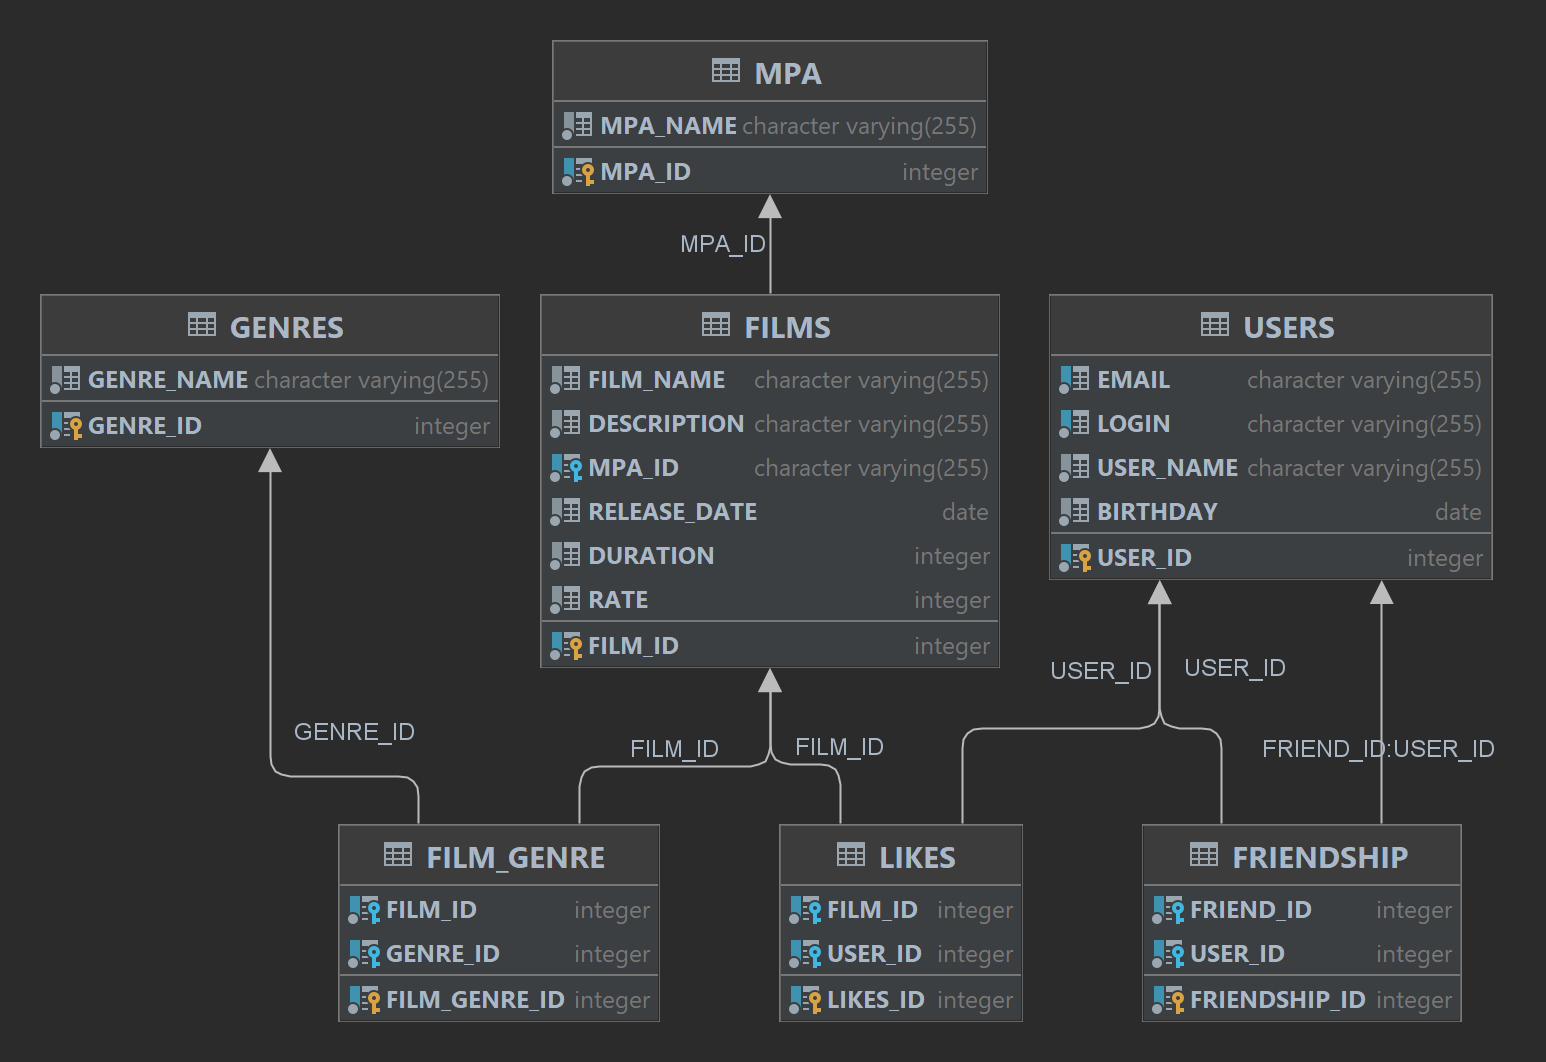 MPA
MPA_NAME character varying(255)
MPA_ID integer
MPA_ID
GENRES
GENRE_NAME character varying(255)
GENRE_ID integer
FILMS
FILM_NAME character varying(255)
DESCRIPTION character varying(255)
MPA_ID character varying(255)
RELEASE_DATE date
DURATION integer
RATE integer
FILM_ID integer
USERS
EMAIL character varying(255)
LOGIN character varying(255)
USER_NAME character varying(255)
BIRTHDAY date
USER_ID integer
GENRE_ID
FILM_ID
FILM_ID
USER_ID
USER_ID
FRIEND_ID:USER_ID
FILM_GENRE
FILM_ID integer
GENRE_ID integer
FILM_GENRE_ID integer
LIKES
FILM_ID integer
USER_ID integer
LIKES_ID integer
FRIENDSHIP
FRIEND_ID integer
USER_ID integer
FRIENDSHIP_ID integer